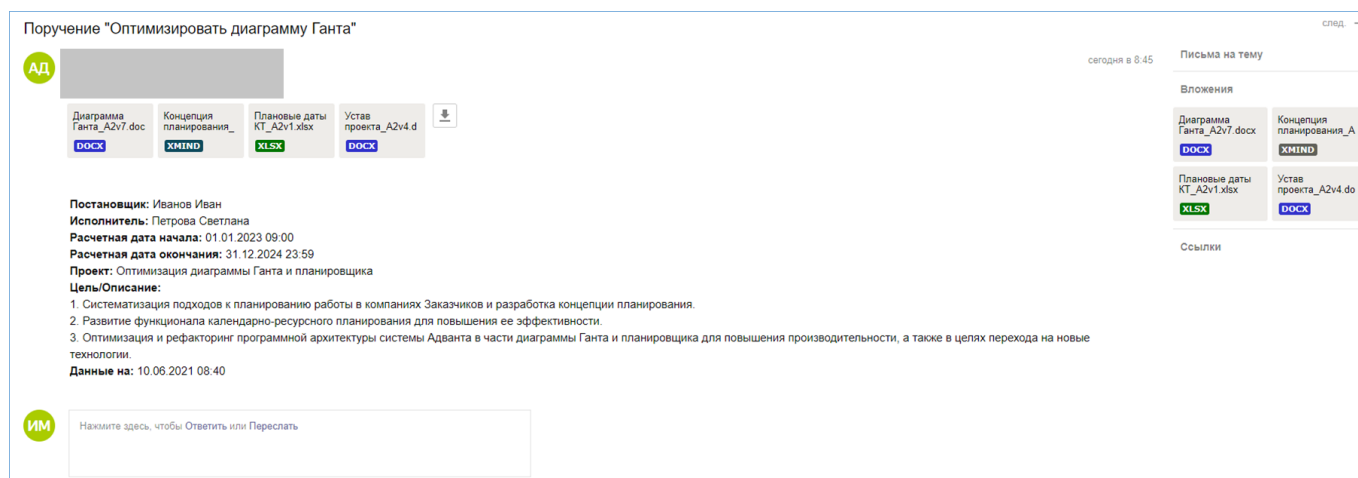 Поручение "Оптимизировать диаграмму Ганта"
след.
АД
сегодня в 8:45
Диаграмма
Ганта_A2v7.doc
DOCX
Концепция
планирования_
XMIND
Плановые даты
КТ_A2v1.xlsx
XLSX
Устав
проекта_A2v4.d
DOCX
Постановщик: Иванов Иван
Исполнитель: Петрова Светлана
Расчетная дата начала: 01.01.2023 09:00
Расчетная дата окончания: 31.12.2024 23:59
Проект: Оптимизация диаграммы Ганта и планировщика
Цель/Описание:
1. Систематизация подходов к планированию работы в компаниях Заказчиков и разработка концепции планирования.
2. Развитие функционала календарно-ресурсного планирования для повышения ее эффективности.
3. Оптимизация и рефакторинг программной архитектуры системы Адванта в части диаграммы Ганта и планировщика для повышения производительности, а также в целях перехода на новые
технологии.
Данные на: 10.06.2021 08:40
ИМ
Нажмите здесь, чтобы Ответить или Переслать
Письма на тему
Вложения
Диаграмма
Ганта_A2v7.docx
DOCX
Концепция
планирования_A
XMIND
Плановые даты
КТ_A2v1.xlsx
XLSX
Устав
проекта_A2v4.do
DOCX
Ссылки